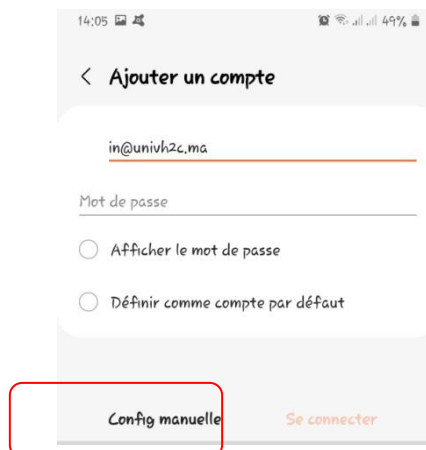 14:05 49%
Ajouter un compte
in@univh2c.ma
Mot de passe
Afficher le mot de passe
Définir comme compte par défaut
Config manuelle Se connecter